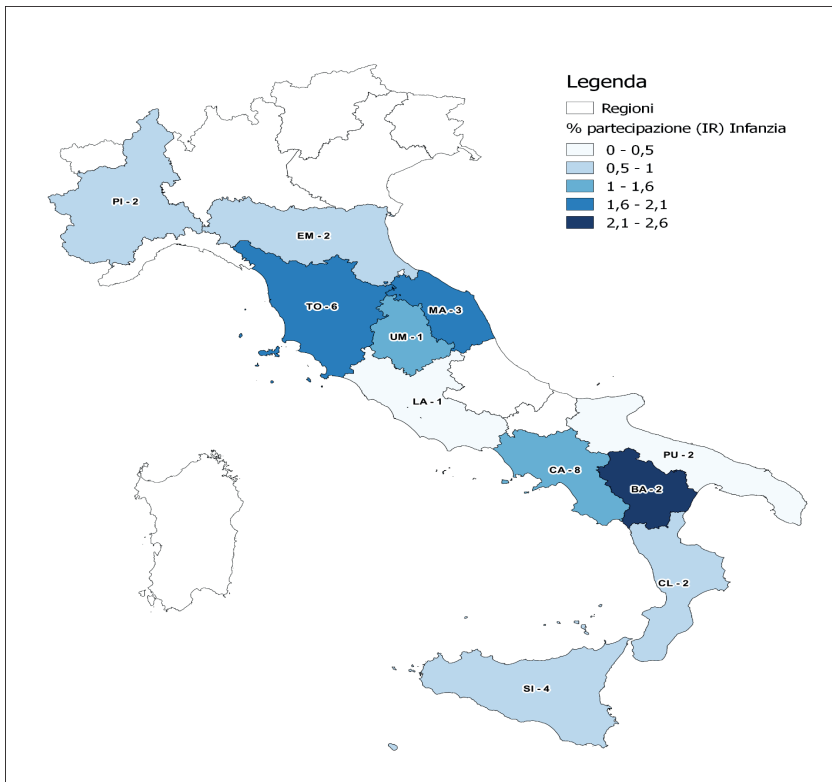 Legenda
Regioni
% partecipazione (IR) Infanzia
0 - 0,5
0,5 - 1
1 - 1,6
1,6 - 2,1
2,1 - 2,6
PI - 2
EM - 2
TO - 6
MA - 3
UM - 1
LA - 1
PU - 2
CA - 8
BA - 2
CL - 2
SI - 4